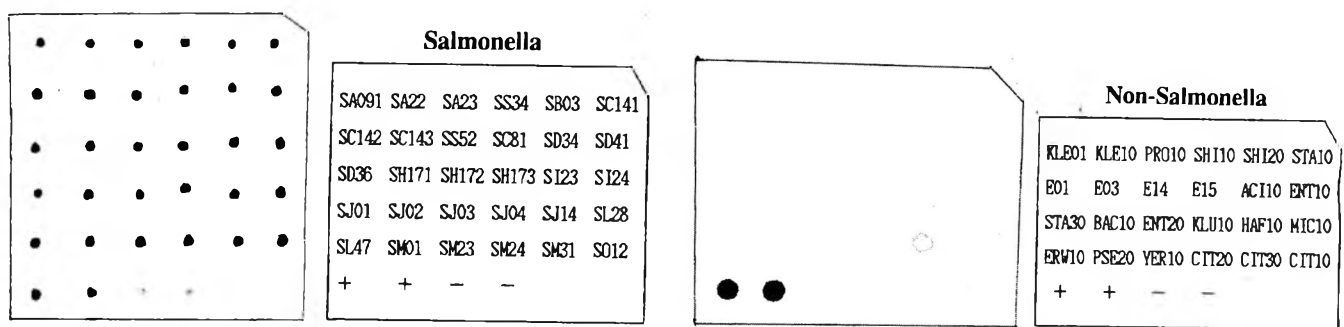 Salmonella
SA091 SA22 SA23 SS34 SB03 SC141
SC142 SC143 SS52 SC81 SD34 SD41
SD36 SH171 SH172 SH173 SI23 SI24
SJ01 SJ02 SJ03 SJ04 SJ14 SL28
SL47 SM01 SM23 SM24 SM31 SO12
+ + − −
Non-Salmonella
KLE01 KLE10 PRO10 SHI10 SHI20 STA10
E01 E03 E14 E15 ACI10 ENT10
STA30 BAC10 ENT20 KLU10 HAF10 MIC10
ERW10 PSE20 YER10 CIT20 CIT30 CIT10
+ + − −